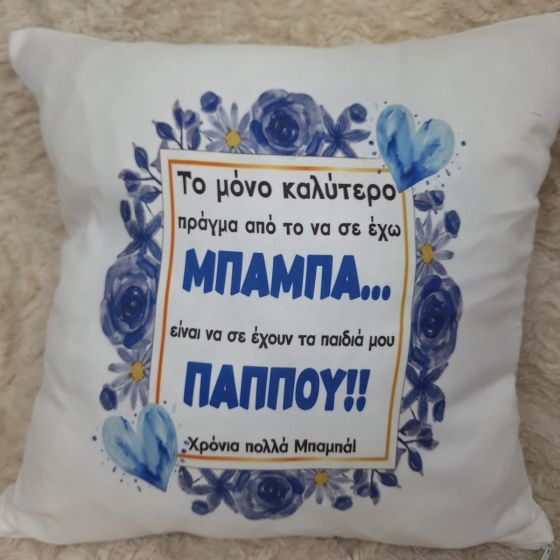 Το μόνο καλύτερο
πράγμα από το να σε έχω
ΜΠΑΜΠΑ...
είναι να σε έχουν τα παιδιά μου
ΠΑΠΠΟΥ!!
Χρόνια πολλά Μπαμπά!